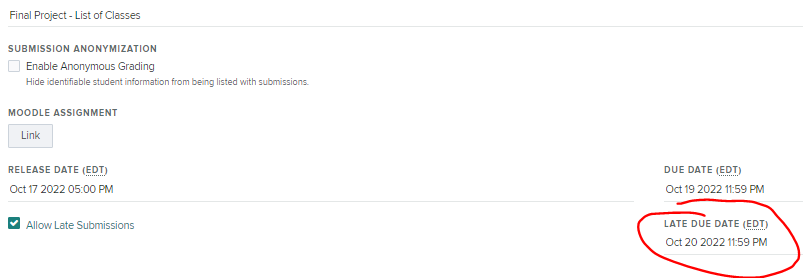 Final Project - List of Classes
SUBMISSION ANONYMIZATION
Enable Anonymous Grading
Hide identifiable student information from being listed with submissions.
MOODLE ASSIGNMENT
Link
RELEASE DATE (EDT)
Oct 17 2022 05:00 PM
DUE DATE (EDT)
Oct 19 2022 11:59 PM
Allow Late Submissions
LATE DUE DATE (EDT)
Oct 20 2022 11:59 PM